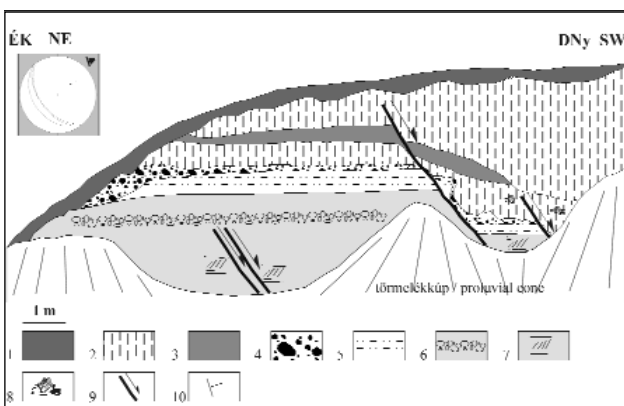 ÉK NE
DNy SW
törmelékkúp / proluvial cone
1 m
1 2 3 4 5 6 7
8 9 10